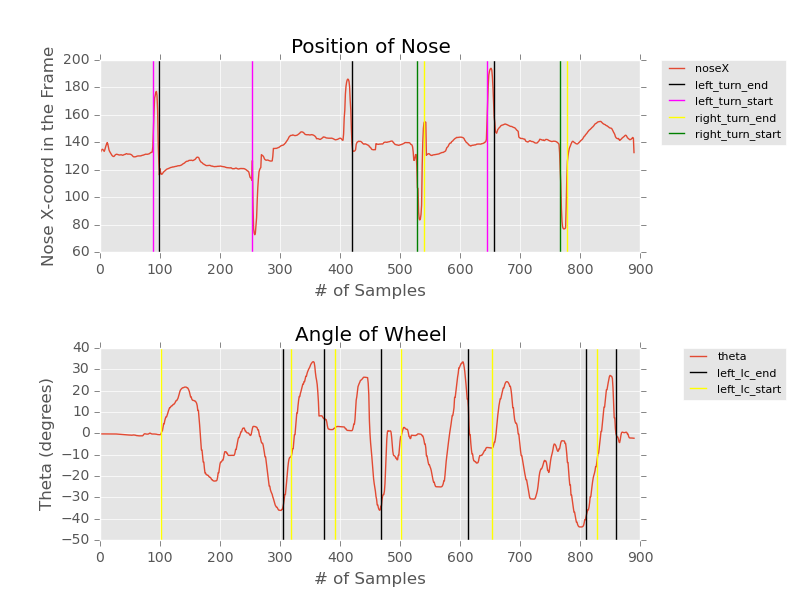 Position of Nose
Nose X-coord in the Frame
200
180
160
140
120
100
80
60
0 100 200 300 400 500 600 700 800 900
# of Samples
noseX
left_turn_end
left_turn_start
right_turn_end
right_turn_start
Angle of Wheel
Theta (degrees)
40
30
20
10
0
−10
−20
−30
−40
−50
0 100 200 300 400 500 600 700 800 900
# of Samples
theta
left_lc_end
left_lc_start